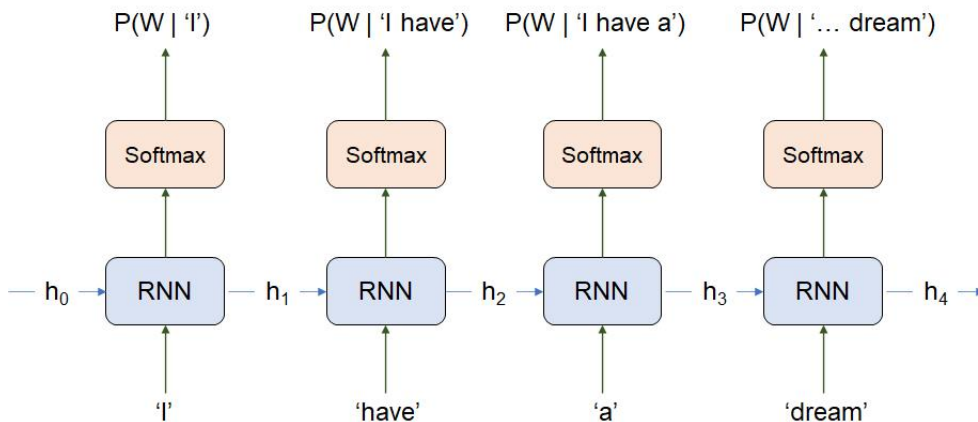 P(W | ‘I’) P(W | ‘I have’) P(W | ‘I have a’) P(W | ‘… dream’)
Softmax Softmax Softmax Softmax
h₀ RNN h₁ RNN h₂ RNN h₃ RNN h₄
‘I’ ‘have’ ‘a’ ‘dream’